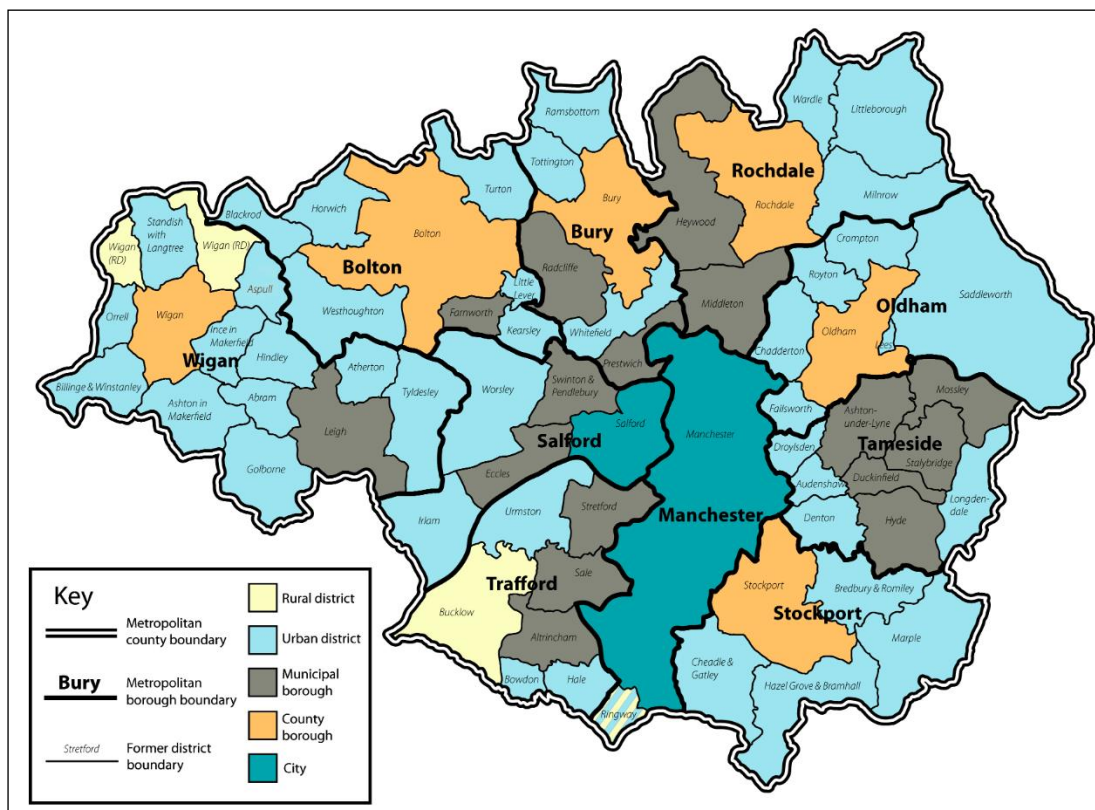 Ramsbottom
Wardle
Littleborough
Tottington
Rochdale
Turton
Milnrow
Bury
Rochdale
Horwich
Blackrod
Standish
with
Langtree
Heywood
Bury
Bolton
Crompton
Wigan
(RD)
Wigan (RD)
Radcliffe
Royton
Bolton
Aspull
Little
Lever
Saddleworth
Middleton
Oldham
Westhoughton
Farnworth
Orrell
Wigan
Whitefield
Oldham
Kearsley
Ince in
Makerfield
Lees
Chadderton
Wigan
Hindley
Prestwich
Atherton
Billinge & Winstanley
Tyldesley
Worsley
Swinton &
Pendlebury
Mossley
Abram
Failsworth
Ashton-
under-Lyne
Ashton in
Makerfield
Leigh
Salford
Manchester
Salford
Droylsden
Tameside
Stalybridge
Golborne
Eccles
Duckinfield
Audenshaw
Longden-
dale
Irlam
Urmston
Stretford
Manchester
Denton
Hyde
Trafford
Sale
Stockport
Bredbury & Romiley
Bucklow
Stockport
Altrincham
Marple
Cheadle &
Gatley
Bowdon
Hale
Hazel Grove & Bramhall
Ringway
Key
Metropolitan
county boundary
Bury
Metropolitan
borough boundary
Stretford
Former district
boundary
Rural district
Urban district
Municipal
borough
County
borough
City